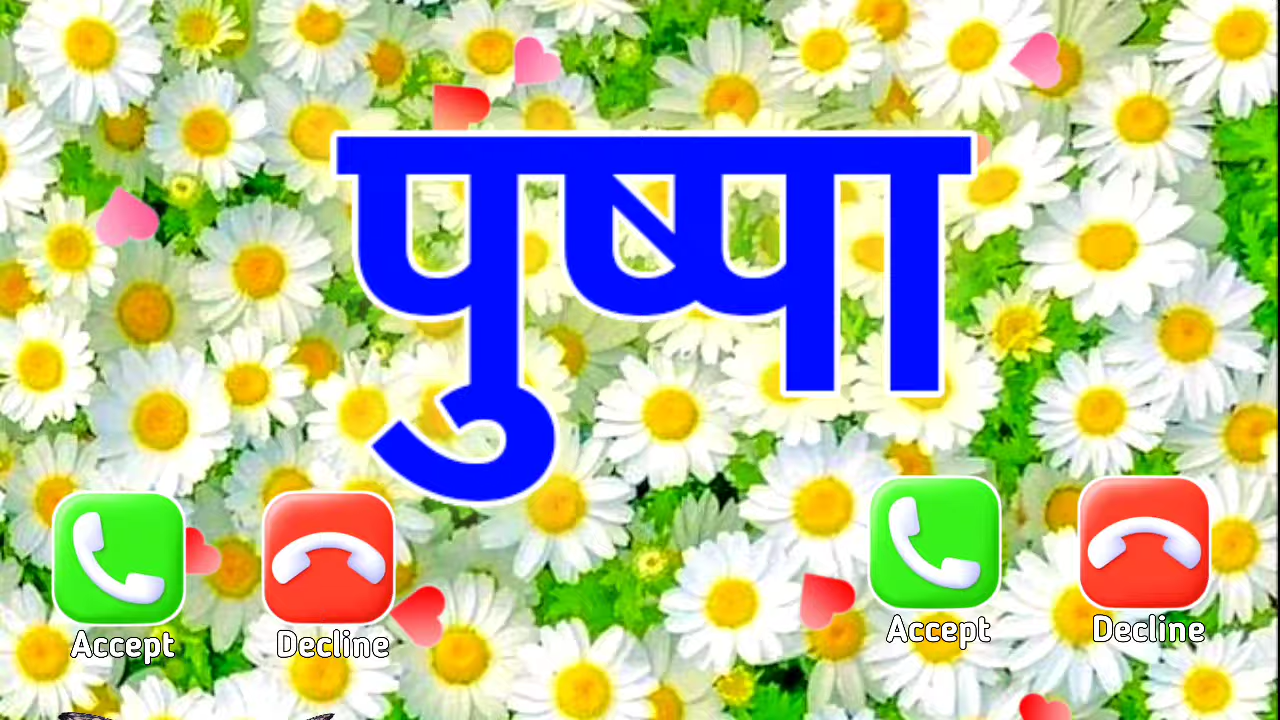 पुष्पा
Accept Decline Accept Decline